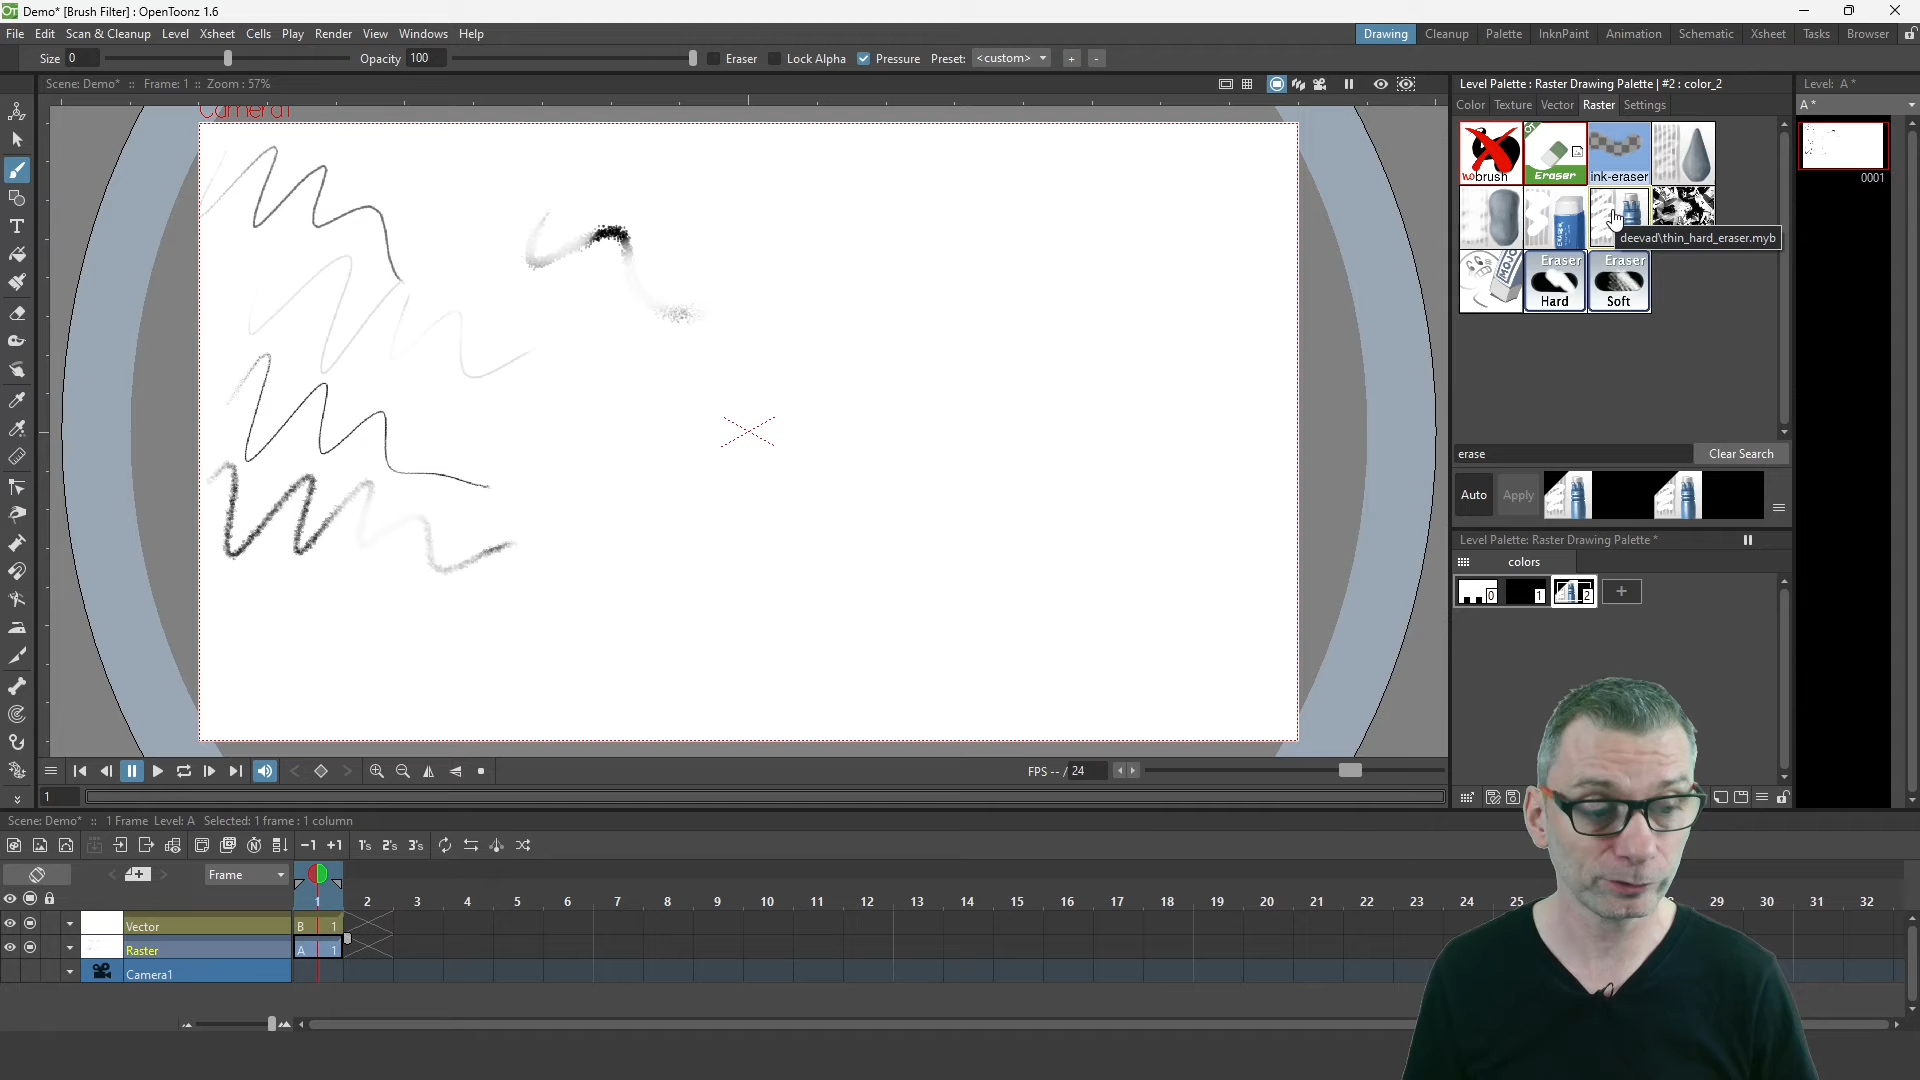 Demo* [Brush Filter] : OpenToonz 1.6
File Edit Scan & Cleanup Level Xsheet Cells Play Render View Windows Help
Drawing Cleanup Palette InknPaint Animation Schematic Xsheet Tasks Browser
Size 0 Opacity 100 Eraser Lock Alpha Pressure Preset: <custom> + -
Scene: Demo* :: Frame: 1 :: Zoom : 57%
Level Palette : Raster Drawing Palette | #2 : color_2
Level: A *
Color Texture Vector Raster Settings
A *
Camera1
nobrush Eraser ink-eraser
0001
deevad\thin_hard_eraser.myb
Eraser Hard
Eraser Soft
erase Clear Search
Auto Apply
Level Palette: Raster Drawing Palette *
colors
0 1 2 +
FPS -- / 24
1
Scene: Demo* :: 1 Frame Level: A Selected: 1 frame : 1 column
-1 +1 1's 2's 3's
Frame
1 2 3 4 5 6 7 8 9 10 11 12 13 14 15 16 17 18 19 20 21 22 23 24 25 29 30 31 32
Vector B 1
Raster A 1
Camera1